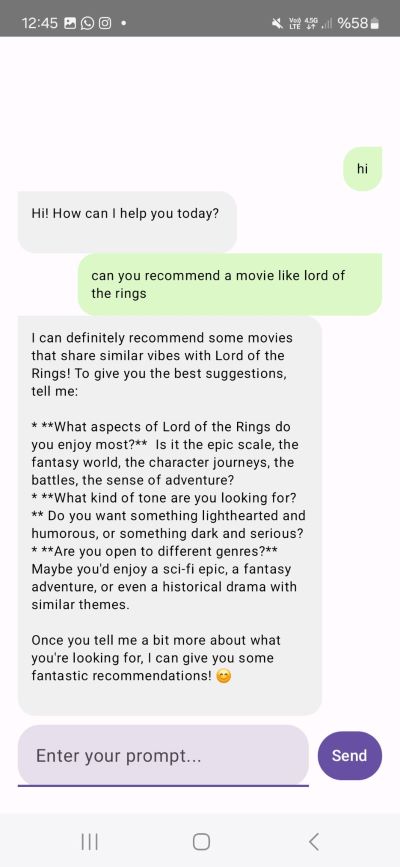 12:45
Vo)) 4.5G
LTE
%58
hi
Hi! How can I help you today?
can you recommend a movie like lord of
the rings
I can definitely recommend some movies
that share similar vibes with Lord of the
Rings! To give you the best suggestions,
tell me:
* **What aspects of Lord of the Rings do
you enjoy most?**  Is it the epic scale, the
fantasy world, the character journeys, the
battles, the sense of adventure?
* **What kind of tone are you looking for?
** Do you want something lighthearted and
humorous, or something dark and serious?
* **Are you open to different genres?**
Maybe you'd enjoy a sci-fi epic, a fantasy
adventure, or even a historical drama with
similar themes.
Once you tell me a bit more about what
you're looking for, I can give you some
fantastic recommendations! 😊
Enter your prompt...
Send